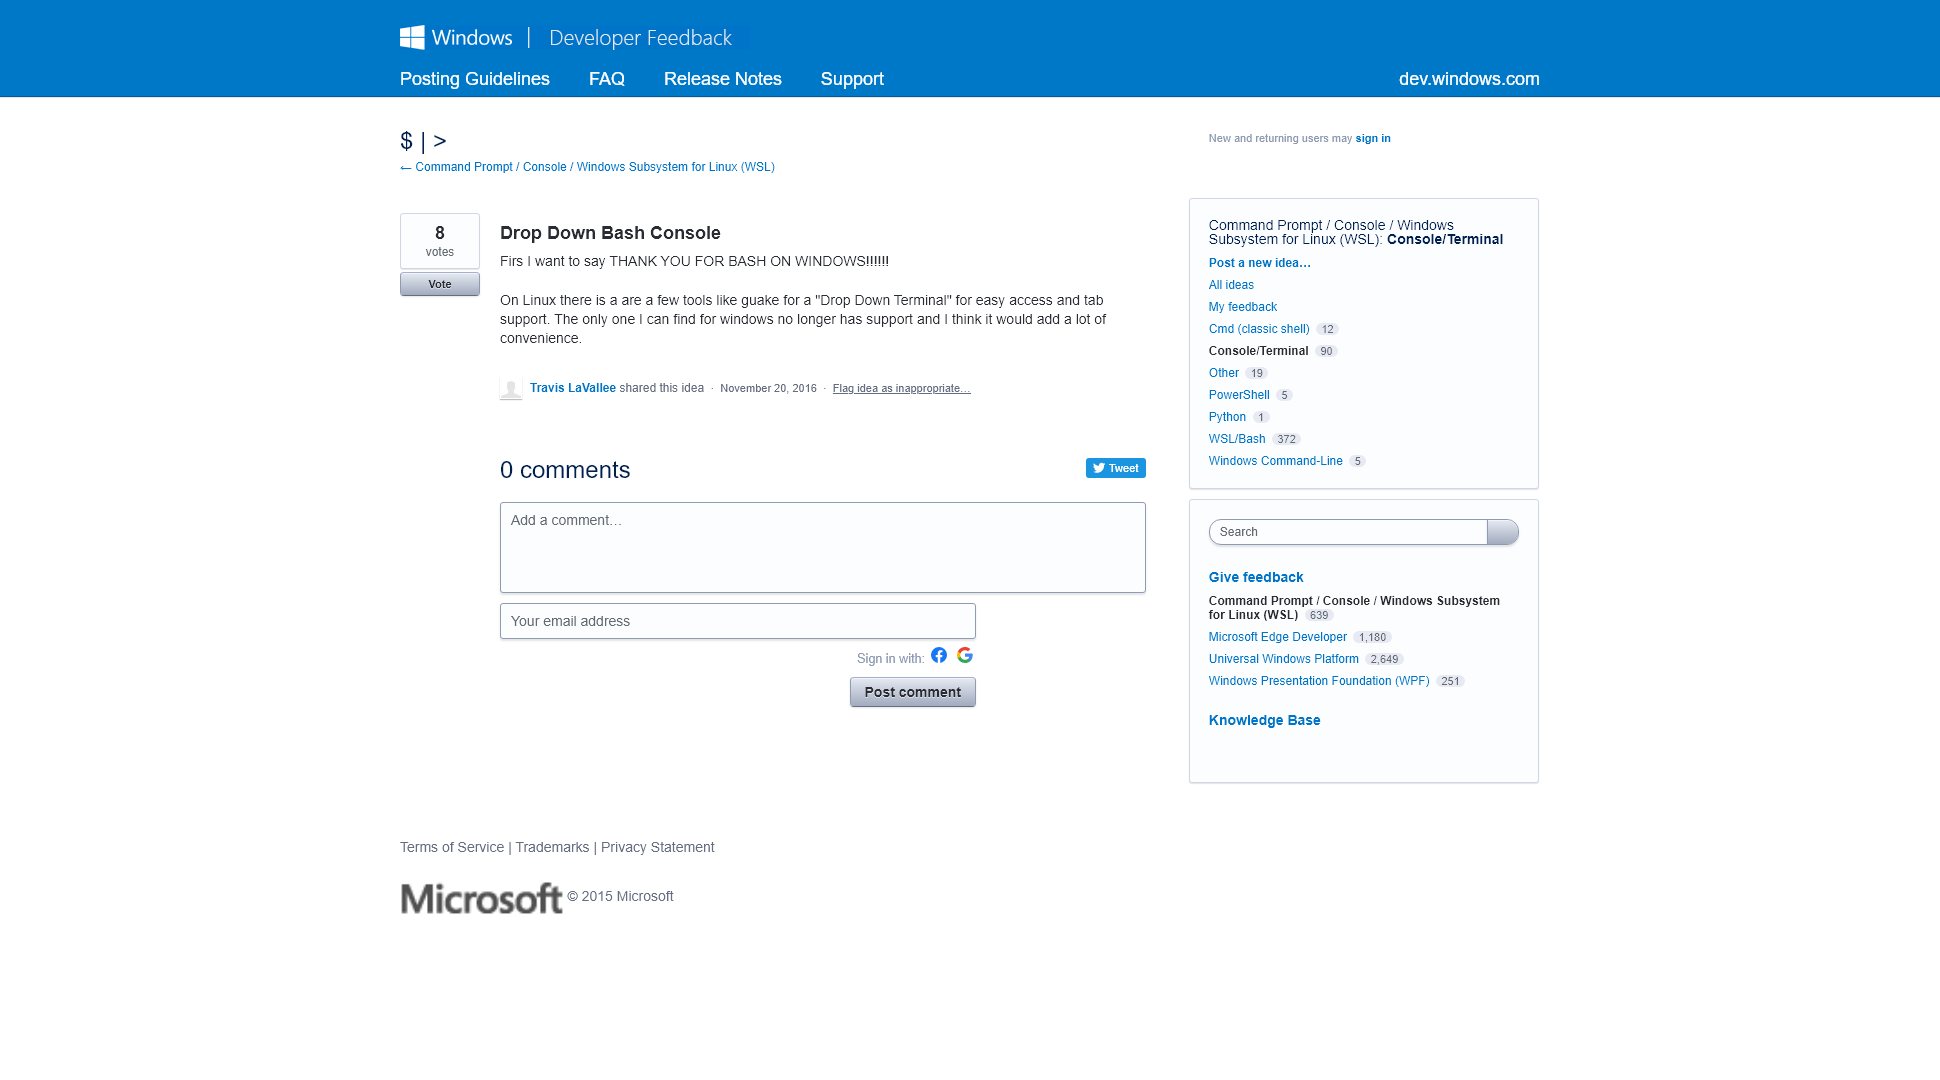 Windows | Developer Feedback
Posting Guidelines FAQ Release Notes Support dev.windows.com
$ | >
← Command Prompt / Console / Windows Subsystem for Linux (WSL)
New and returning users may sign in
8
votes
Vote
Drop Down Bash Console
Firs I want to say THANK YOU FOR BASH ON WINDOWS!!!!!!
On Linux there is a are a few tools like guake for a "Drop Down Terminal" for easy access and tab
support. The only one I can find for windows no longer has support and I think it would add a lot of
convenience.
Travis LaVallee shared this idea · November 20, 2016 · Flag idea as inappropriate…
0 comments
Tweet
Add a comment…
Your email address
Sign in with:
Post comment
Command Prompt / Console / Windows
Subsystem for Linux (WSL): Console/Terminal
Post a new idea…
All ideas
My feedback
Cmd (classic shell) 12
Console/Terminal 90
Other 19
PowerShell 5
Python 1
WSL/Bash 372
Windows Command-Line 5
Search
Give feedback
Command Prompt / Console / Windows Subsystem
for Linux (WSL) 639
Microsoft Edge Developer 1,180
Universal Windows Platform 2,649
Windows Presentation Foundation (WPF) 251
Knowledge Base
Terms of Service | Trademarks | Privacy Statement
Microsoft © 2015 Microsoft